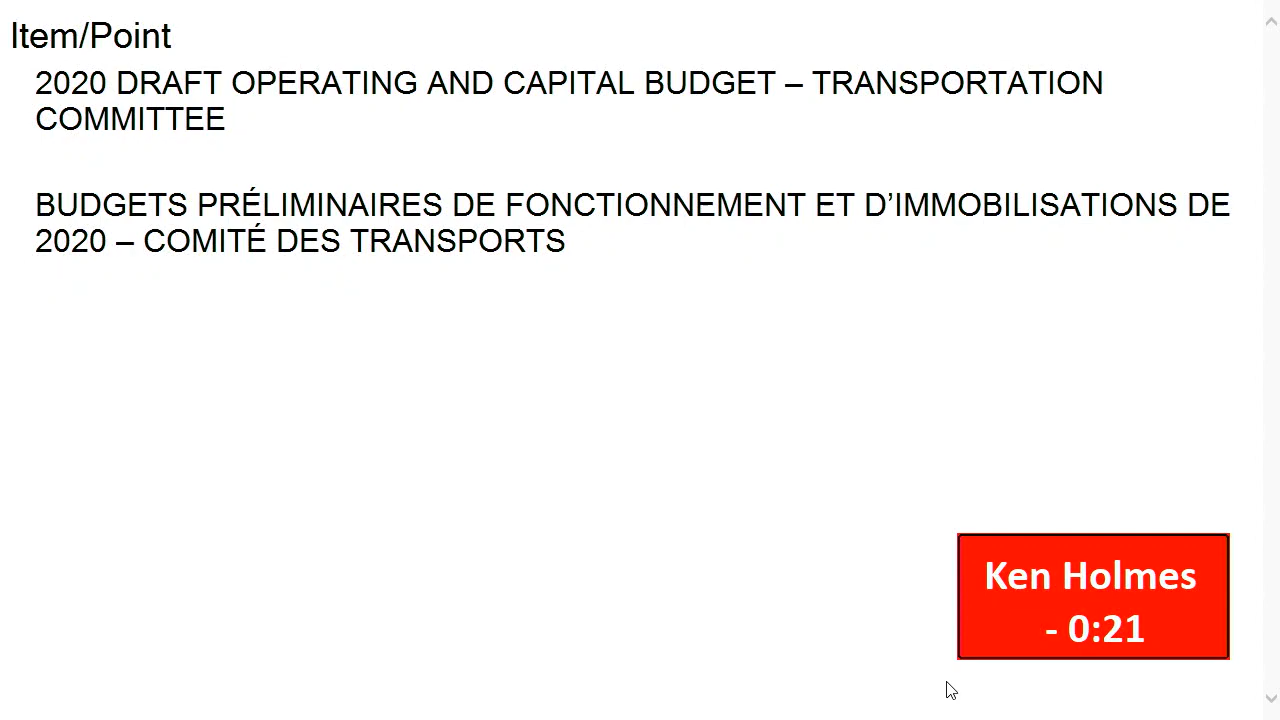 Item/Point
2020 DRAFT OPERATING AND CAPITAL BUDGET – TRANSPORTATION
COMMITTEE
BUDGETS PRÉLIMINAIRES DE FONCTIONNEMENT ET D’IMMOBILISATIONS DE
2020 – COMITÉ DES TRANSPORTS
Ken Holmes
- 0:21